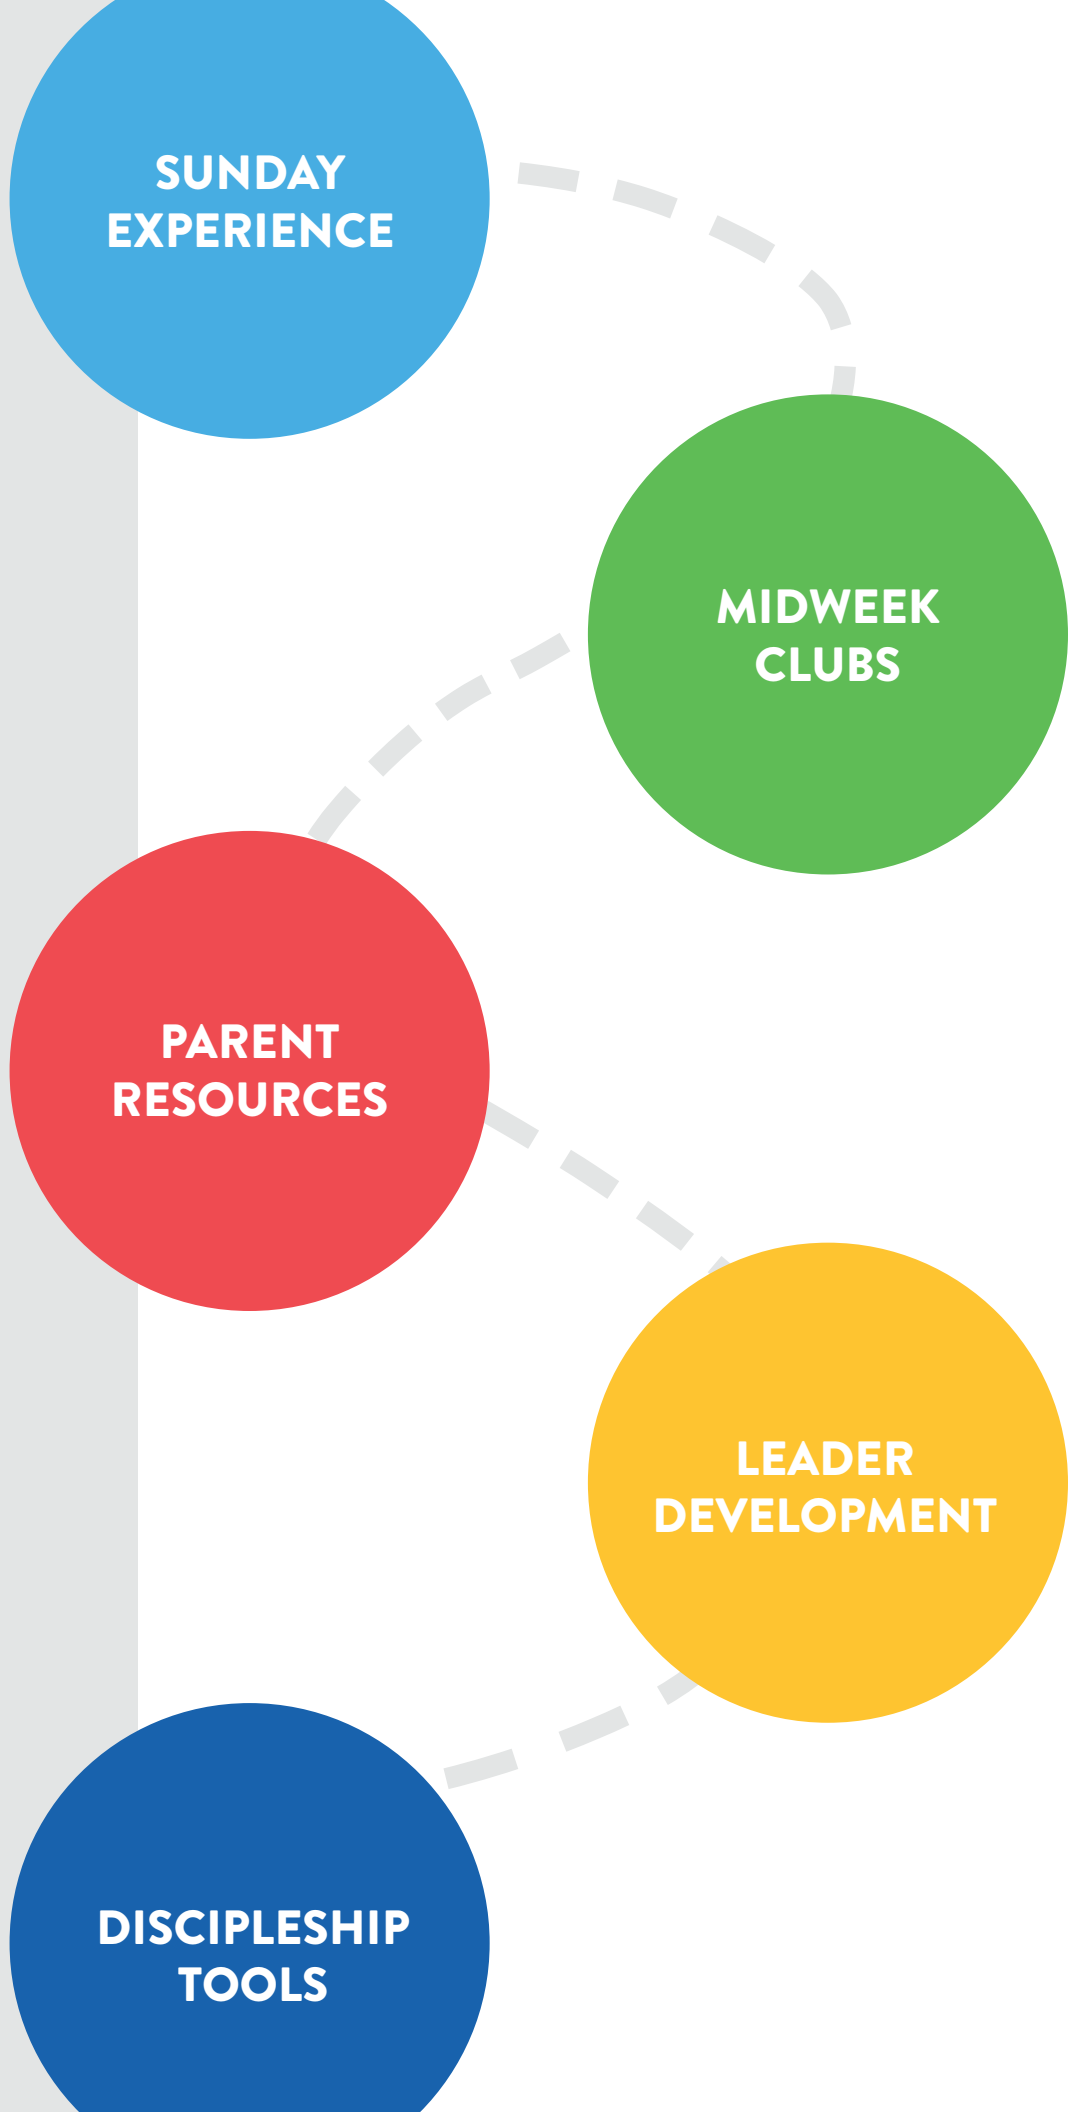 SUNDAY
EXPERIENCE
MIDWEEK
CLUBS
PARENT
RESOURCES
LEADER
DEVELOPMENT
DISCIPLESHIP
TOOLS